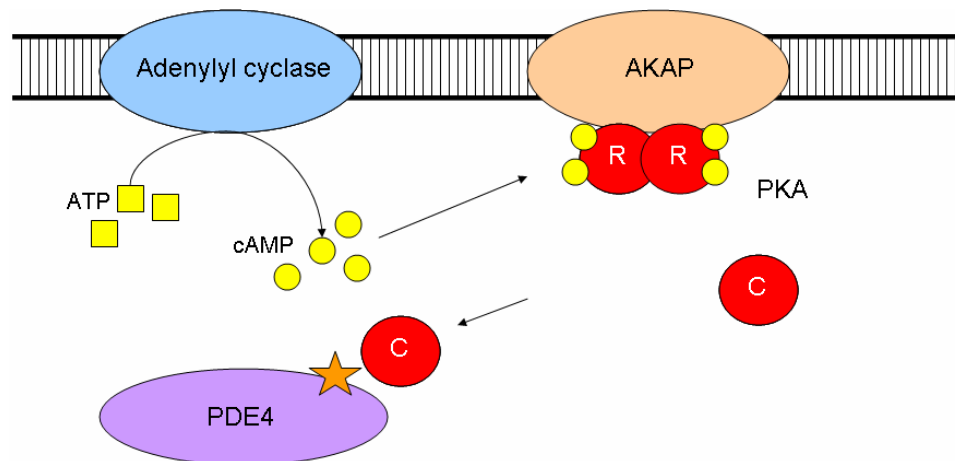 Adenylyl cyclase
AKAP
R
R
ATP
PKA
cAMP
C
C
PDE4